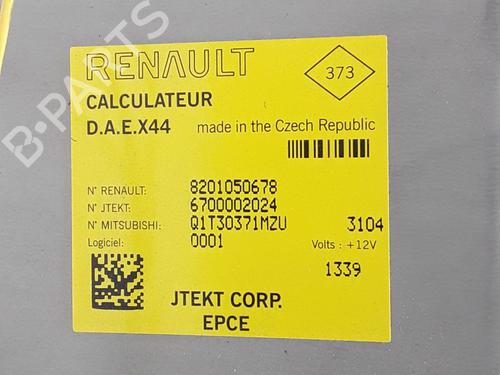 RENAULT
373
CALCULATEUR
D.A.E.X44 made in the Czech Republic
N° RENAULT: 8201050678
N° JTEKT: 6700002024
N° MITSUBISHI: Q1T30371MZU 3104
Logiciel: 0001 Volts : +12V
1339
JTEKT CORP.
EPCE
B-PARTS